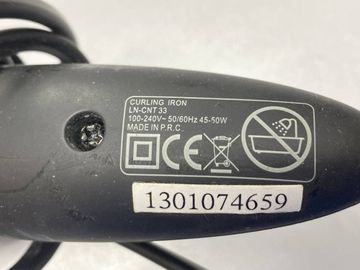 CURLING IRON
LN-CNT 33
100-240V~ 50/60Hz 45-50W
MADE IN P.R.C
CE
1301074659